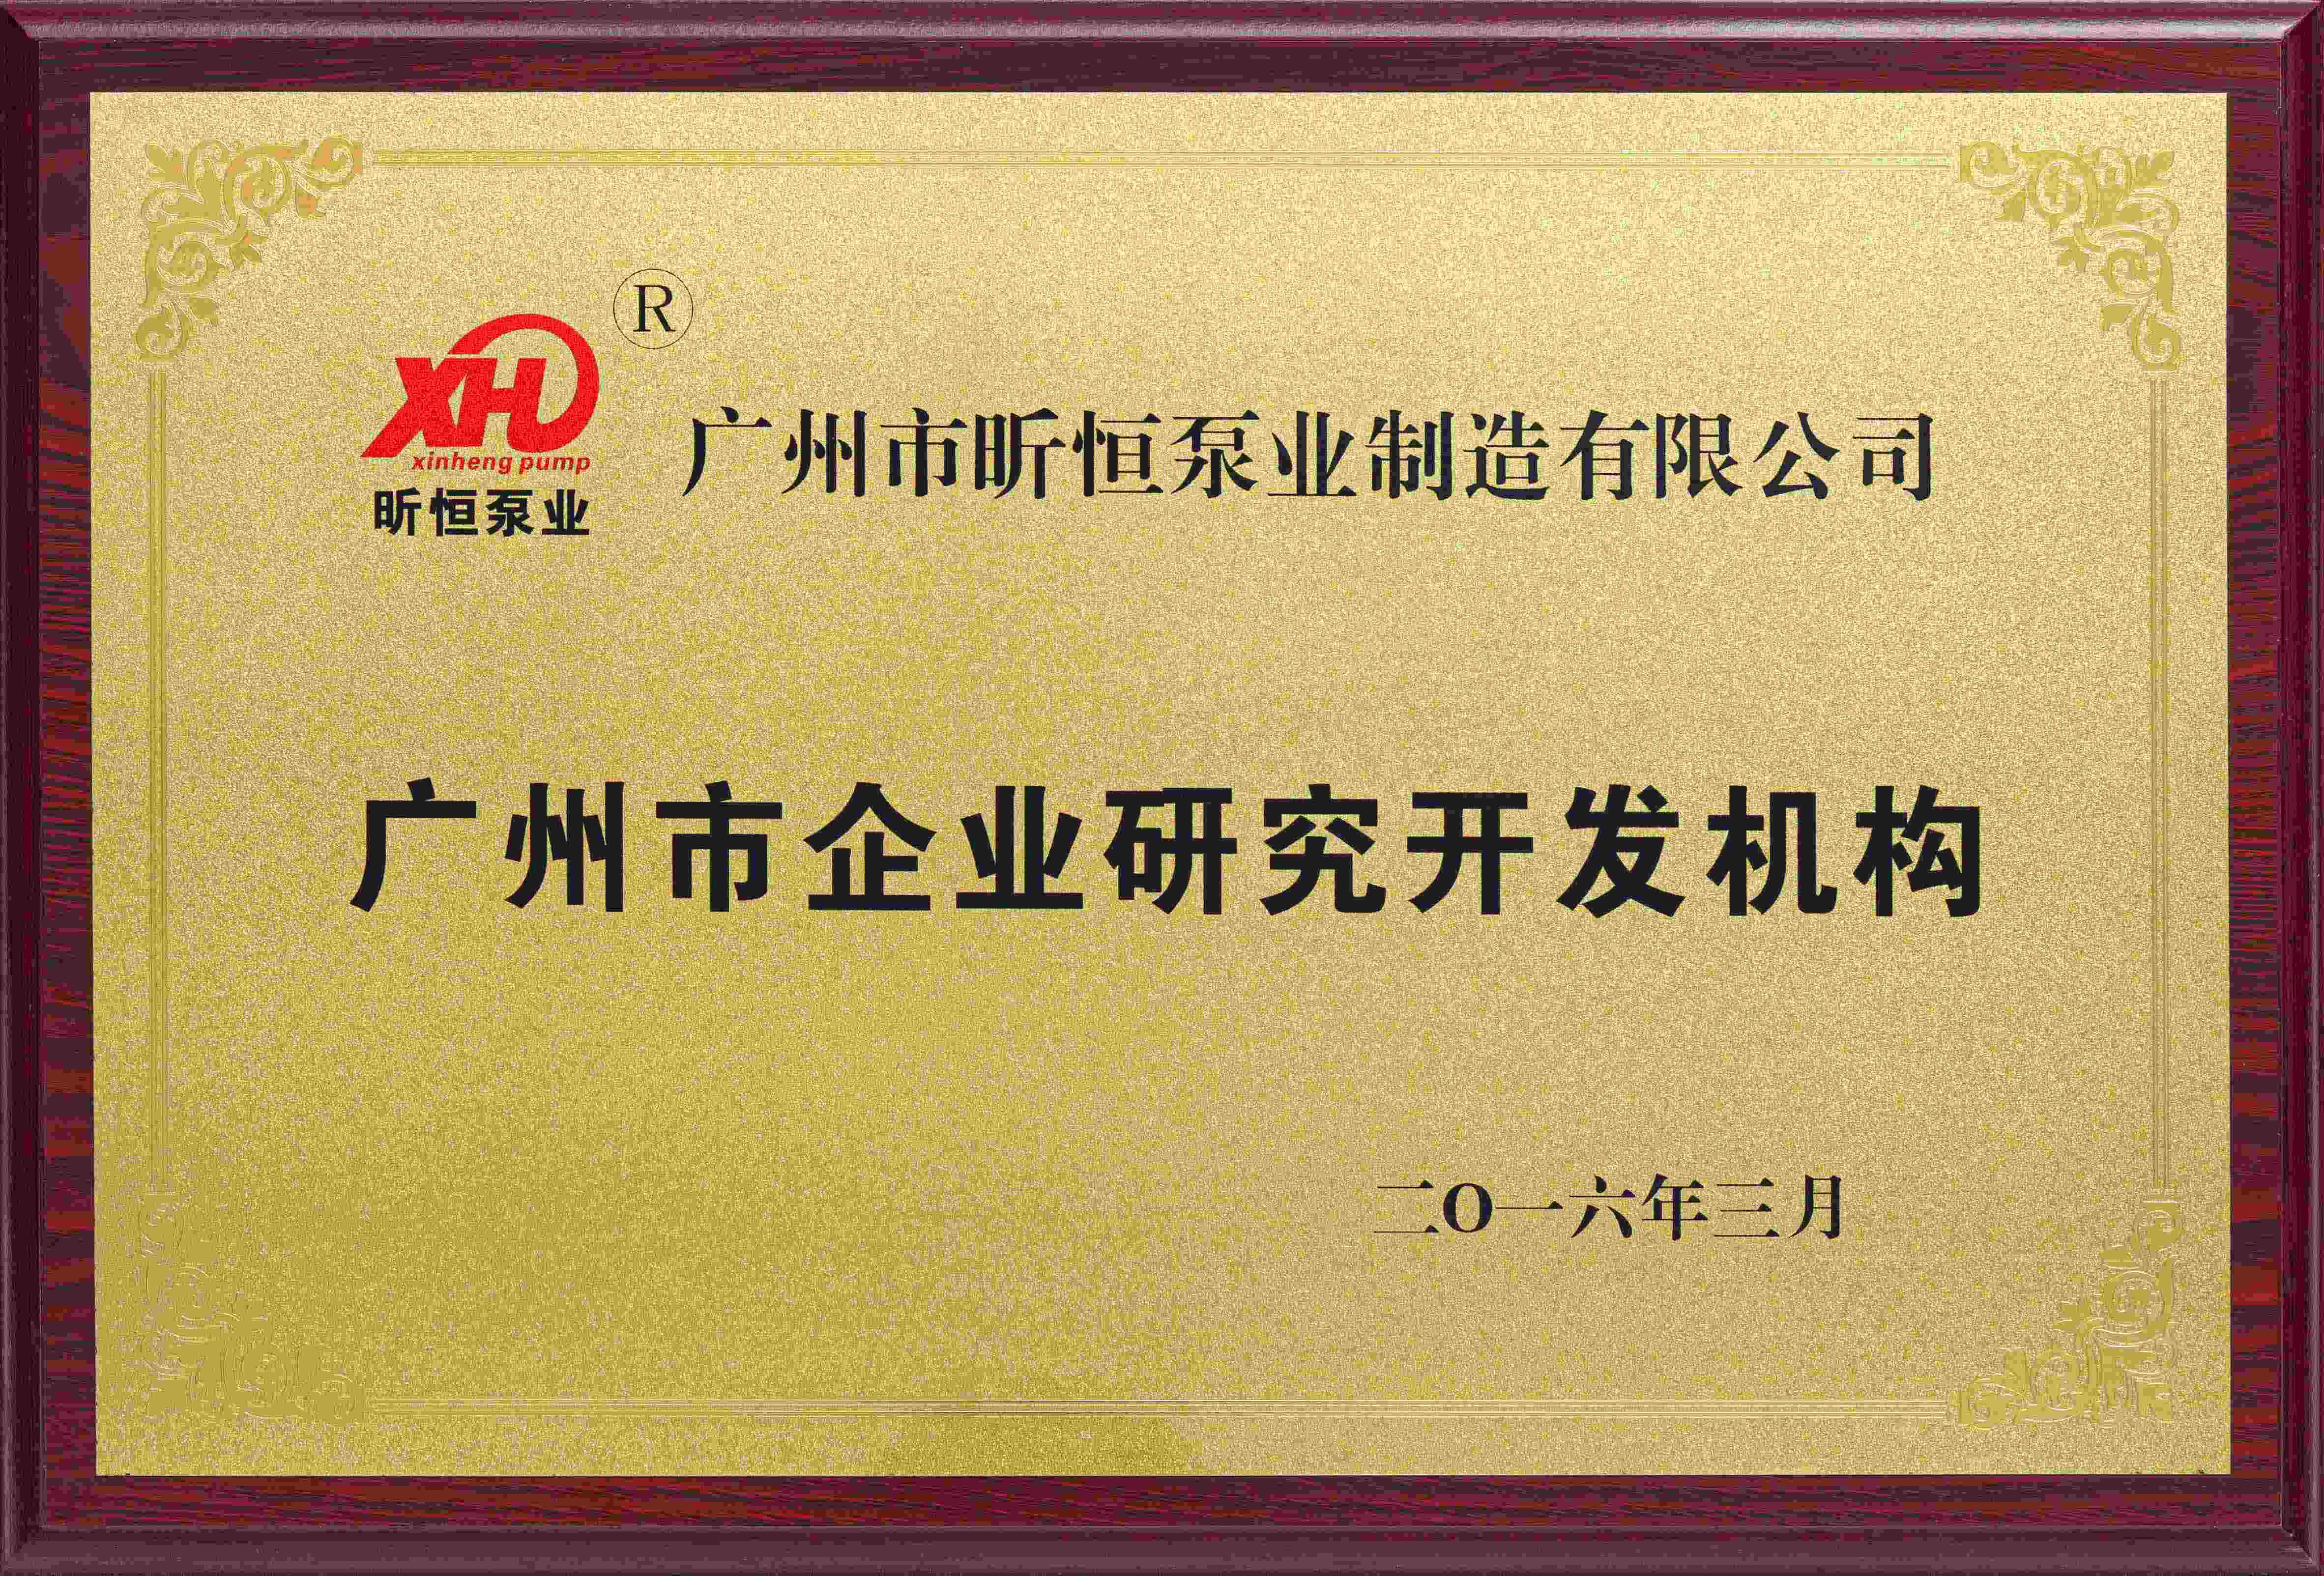 ®
XH
xinheng pump
昕恒泵业
广州市昕恒泵业制造有限公司
广州市企业研究开发机构
二O一六年三月